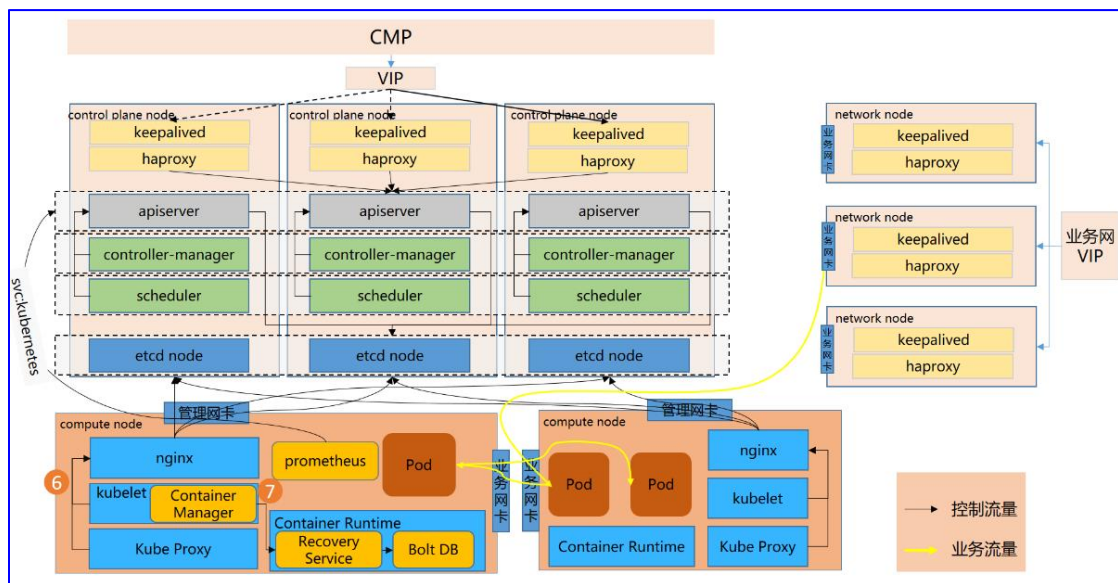 CMP
VIP
control plane node
control plane node
control plane node
keepalived
keepalived
keepalived
haproxy
haproxy
haproxy
apiserver
apiserver
apiserver
controller-manager
controller-manager
controller-manager
scheduler
scheduler
scheduler
etcd node
etcd node
etcd node
svc:kubernetes
network node
业务网卡
keepalived
haproxy
network node
业务网卡
keepalived
haproxy
network node
业务网卡
keepalived
haproxy
业务网
VIP
管理网卡
管理网卡
compute node
nginx
prometheus
Pod
6
kubelet
Container
Manager
7
Kube Proxy
Container Runtime
Recovery
Service
Bolt DB
业务网卡
业务网卡
compute node
Pod
Pod
nginx
kubelet
Container Runtime
Kube Proxy
控制流量
业务流量